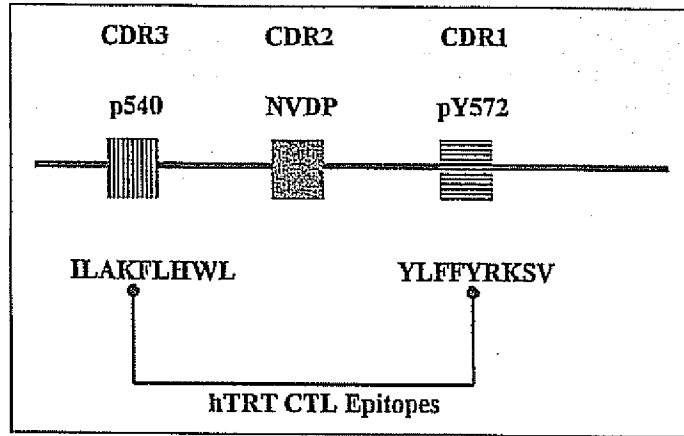 CDR3 CDR2 CDR1
p540 NVDP pY572
ILAKFLHWL YLFFYRKSV
hTRT CTL Epitopes